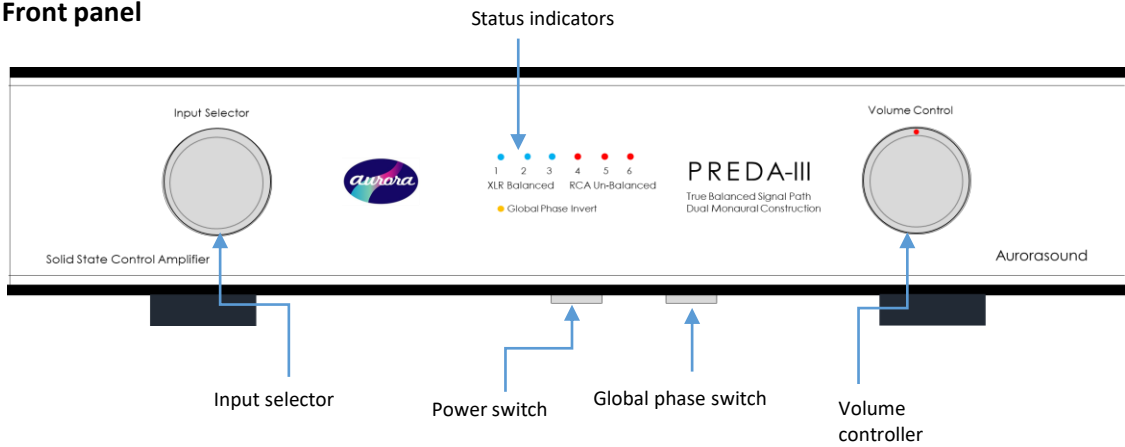 Front panel
Status indicators
Input Selector
Volume Control
aurora
1 2 3 4 5 6
XLR Balanced RCA Un-Balanced
Global Phase Invert
PREDA-III
True Balanced Signal Path
Dual Monaural Construction
Solid State Control Amplifier
Aurorasound
Input selector
Power switch
Global phase switch
Volume
controller